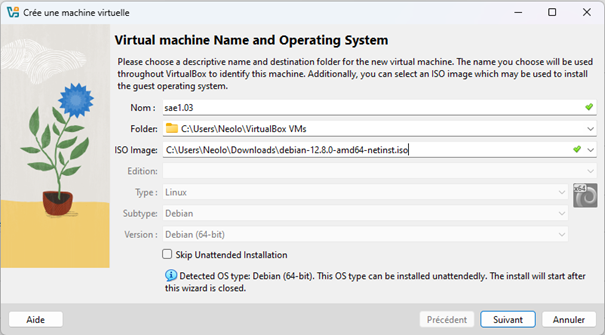 Crée une machine virtuelle
Virtual machine Name and Operating System
Please choose a descriptive name and destination folder for the new virtual machine. The name you choose will be used
throughout VirtualBox to identify this machine. Additionally, you can select an ISO image which may be used to install
the guest operating system.
Nom : sae1.03
Folder: C:\Users\Neolo\VirtualBox VMs
ISO Image: C:\Users\Neolo\Downloads\debian-12.8.0-amd64-netinst.iso
Edition:
Type : Linux
x64
Subtype: Debian
Version : Debian (64-bit)
Skip Unattended Installation
Detected OS type: Debian (64-bit). This OS type can be installed unattendedly. The install will start after
this wizard is closed.
Aide Précédent Suivant Annuler